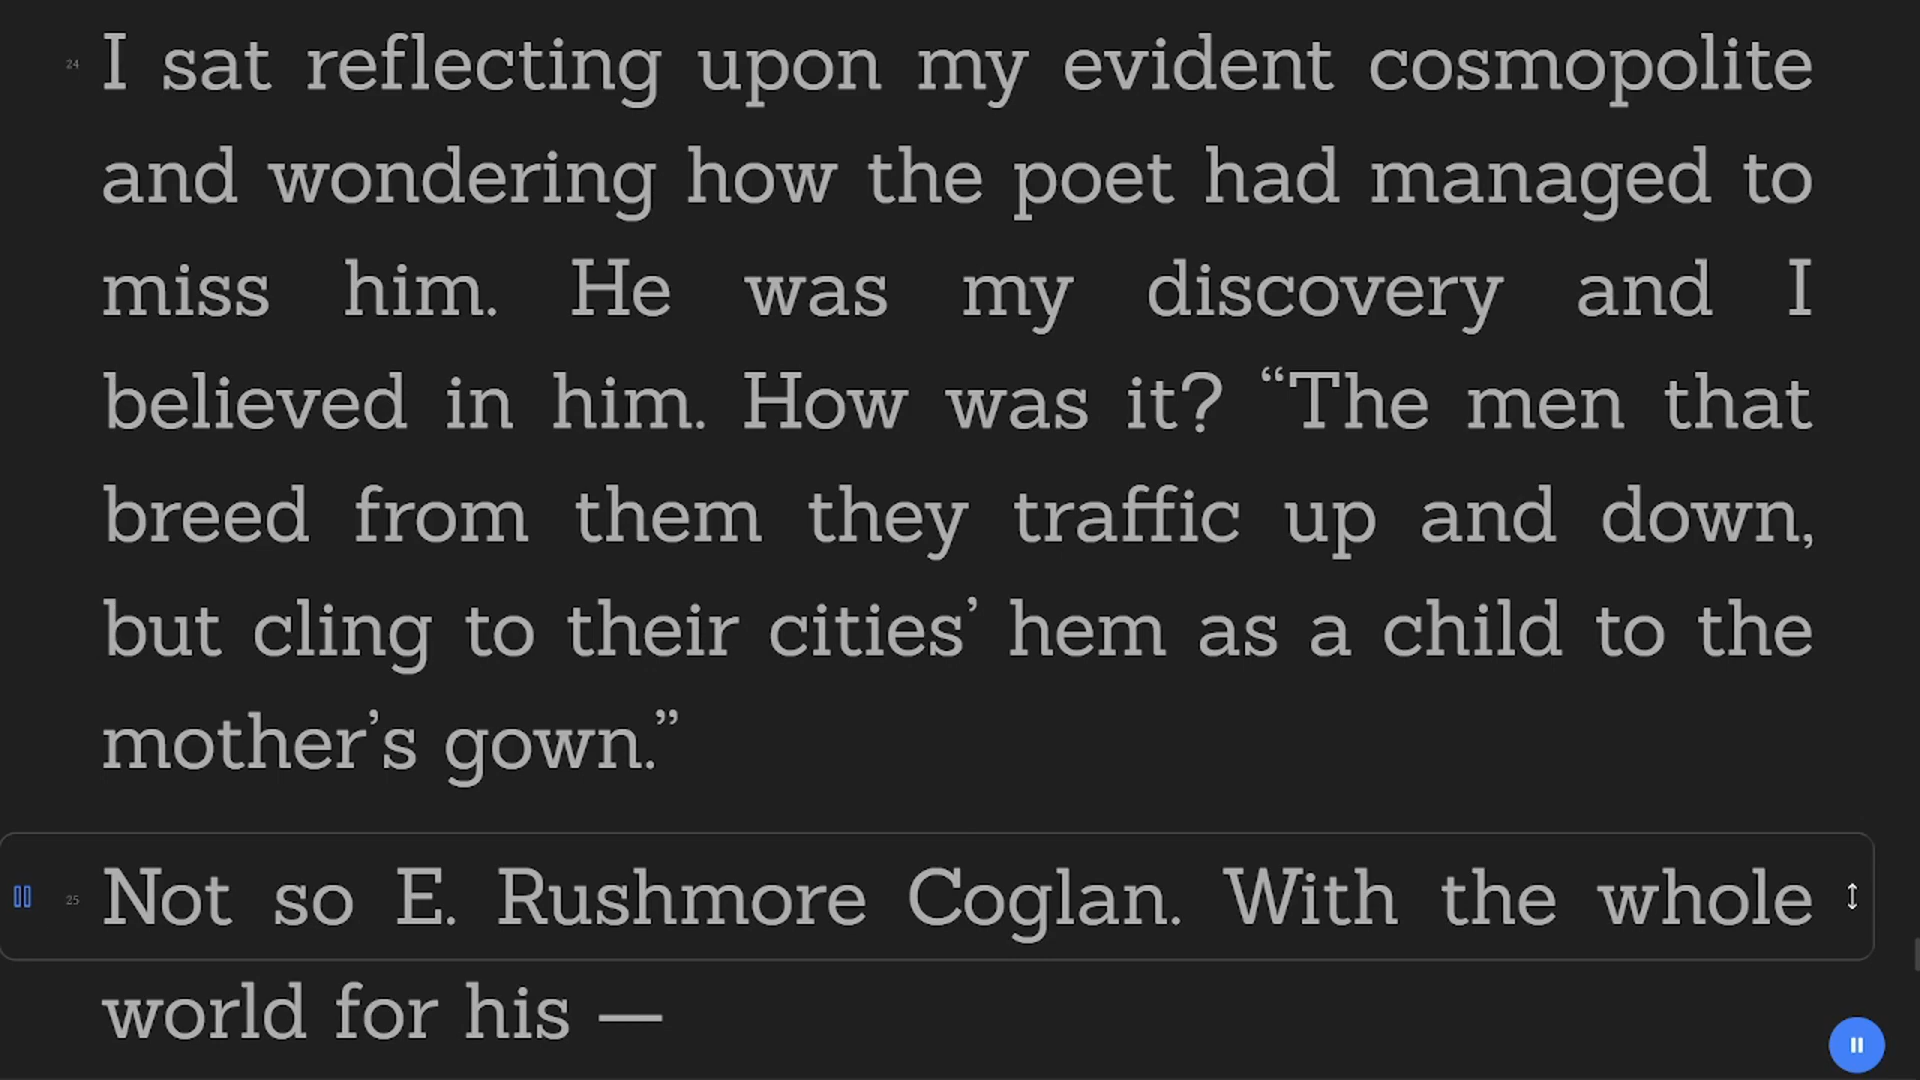 24 I sat reflecting upon my evident cosmopolite
and wondering how the poet had managed to
miss him. He was my discovery and I
believed in him. How was it? “The men that
breed from them they traffic up and down,
but cling to their cities’ hem as a child to the
mother’s gown.”
25 Not so E. Rushmore Coglan. With the whole
world for his —